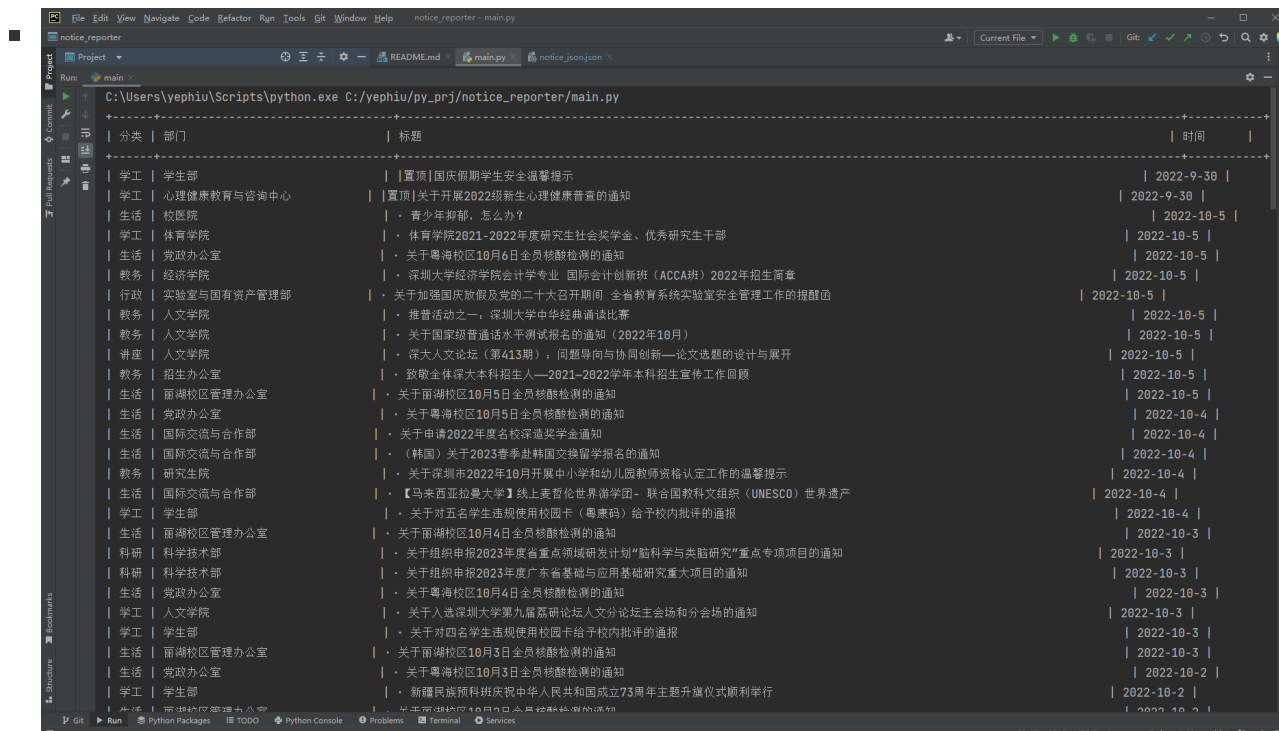 File Edit View Navigate Code Refactor Run Tools Git Window Help notice_reporter - main.py
notice_reporter Current File Git:
Project README.md main.py notice_json.json
Run: main
C:\Users\yephiu\Scripts\python.exe C:/yephiu/py_prj/notice_reporter/main.py
| 分类 | 部门 | 标题 | 时间 |
| 学工 | 学生部 | |置顶|国庆假期学生安全温馨提示 | 2022-9-30 |
| 学工 | 心理健康教育与咨询中心 | |置顶|关于开展2022级新生心理健康普查的通知 | 2022-9-30 |
| 生活 | 校医院 | · 青少年抑郁，怎么办？ | 2022-10-5 |
| 学工 | 体育学院 | · 体育学院2021-2022年度研究生社会奖学金、优秀研究生干部 | 2022-10-5 |
| 生活 | 党政办公室 | · 关于粤海校区10月6日全员核酸检测的通知 | 2022-10-5 |
| 教务 | 经济学院 | · 深圳大学经济学院会计学专业 国际会计创新班（ACCA班）2022年招生简章 | 2022-10-5 |
| 行政 | 实验室与国有资产管理部 | · 关于加强国庆放假及党的二十大召开期间 全省教育系统实验室安全管理工作的提醒函 | 2022-10-5 |
| 教务 | 人文学院 | · 推普活动之一：深圳大学中华经典诵读比赛 | 2022-10-5 |
| 教务 | 人文学院 | · 关于国家级普通话水平测试报名的通知（2022年10月） | 2022-10-5 |
| 讲座 | 人文学院 | · 深大人文论坛（第413期）：问题导向与协同创新——论文选题的设计与展开 | 2022-10-5 |
| 教务 | 招生办公室 | · 致敬全体深大本科招生人——2021—2022学年本科招生宣传工作回顾 | 2022-10-5 |
| 生活 | 丽湖校区管理办公室 | · 关于丽湖校区10月5日全员核酸检测的通知 | 2022-10-5 |
| 生活 | 党政办公室 | · 关于粤海校区10月5日全员核酸检测的通知 | 2022-10-4 |
| 生活 | 国际交流与合作部 | · 关于申请2022年度名校深造奖学金通知 | 2022-10-4 |
| 生活 | 国际交流与合作部 | · （韩国）关于2023春季赴韩国交换留学报名的通知 | 2022-10-4 |
| 教务 | 研究生院 | · 关于深圳市2022年10月开展中小学和幼儿园教师资格认定工作的温馨提示 | 2022-10-4 |
| 生活 | 国际交流与合作部 | · 【马来西亚拉曼大学】线上麦哲伦世界游学团- 联合国教科文组织（UNESCO）世界遗产 | 2022-10-4 |
| 学工 | 学生部 | · 关于对五名学生违规使用校园卡（粤康码）给予校内批评的通报 | 2022-10-4 |
| 生活 | 丽湖校区管理办公室 | · 关于丽湖校区10月4日全员核酸检测的通知 | 2022-10-3 |
| 科研 | 科学技术部 | · 关于组织申报2023年度省重点领域研发计划“脑科学与类脑研究”重点专项项目的通知 | 2022-10-3 |
| 科研 | 科学技术部 | · 关于组织申报2023年度广东省基础与应用基础研究重大项目的通知 | 2022-10-3 |
| 生活 | 党政办公室 | · 关于粤海校区10月4日全员核酸检测的通知 | 2022-10-3 |
| 学工 | 人文学院 | · 关于入选深圳大学第九届荔研论坛人文分论坛主会场和分会场的通知 | 2022-10-3 |
| 学工 | 学生部 | · 关于对四名学生违规使用校园卡给予校内批评的通报 | 2022-10-3 |
| 生活 | 丽湖校区管理办公室 | · 关于丽湖校区10月3日全员核酸检测的通知 | 2022-10-3 |
| 生活 | 党政办公室 | · 关于粤海校区10月3日全员核酸检测的通知 | 2022-10-2 |
| 学工 | 学生部 | · 新疆民族预科班庆祝中华人民共和国成立73周年主题升旗仪式顺利举行 | 2022-10-2 |
| 生活 | 丽湖校区管理办公室 | · 关于丽湖校区10月2日全员核酸检测的通知 | 2022-10-2 |
Project
Commit
Pull Requests
Bookmarks
Structure
Git Run Python Packages TODO Python Console Problems Terminal Services